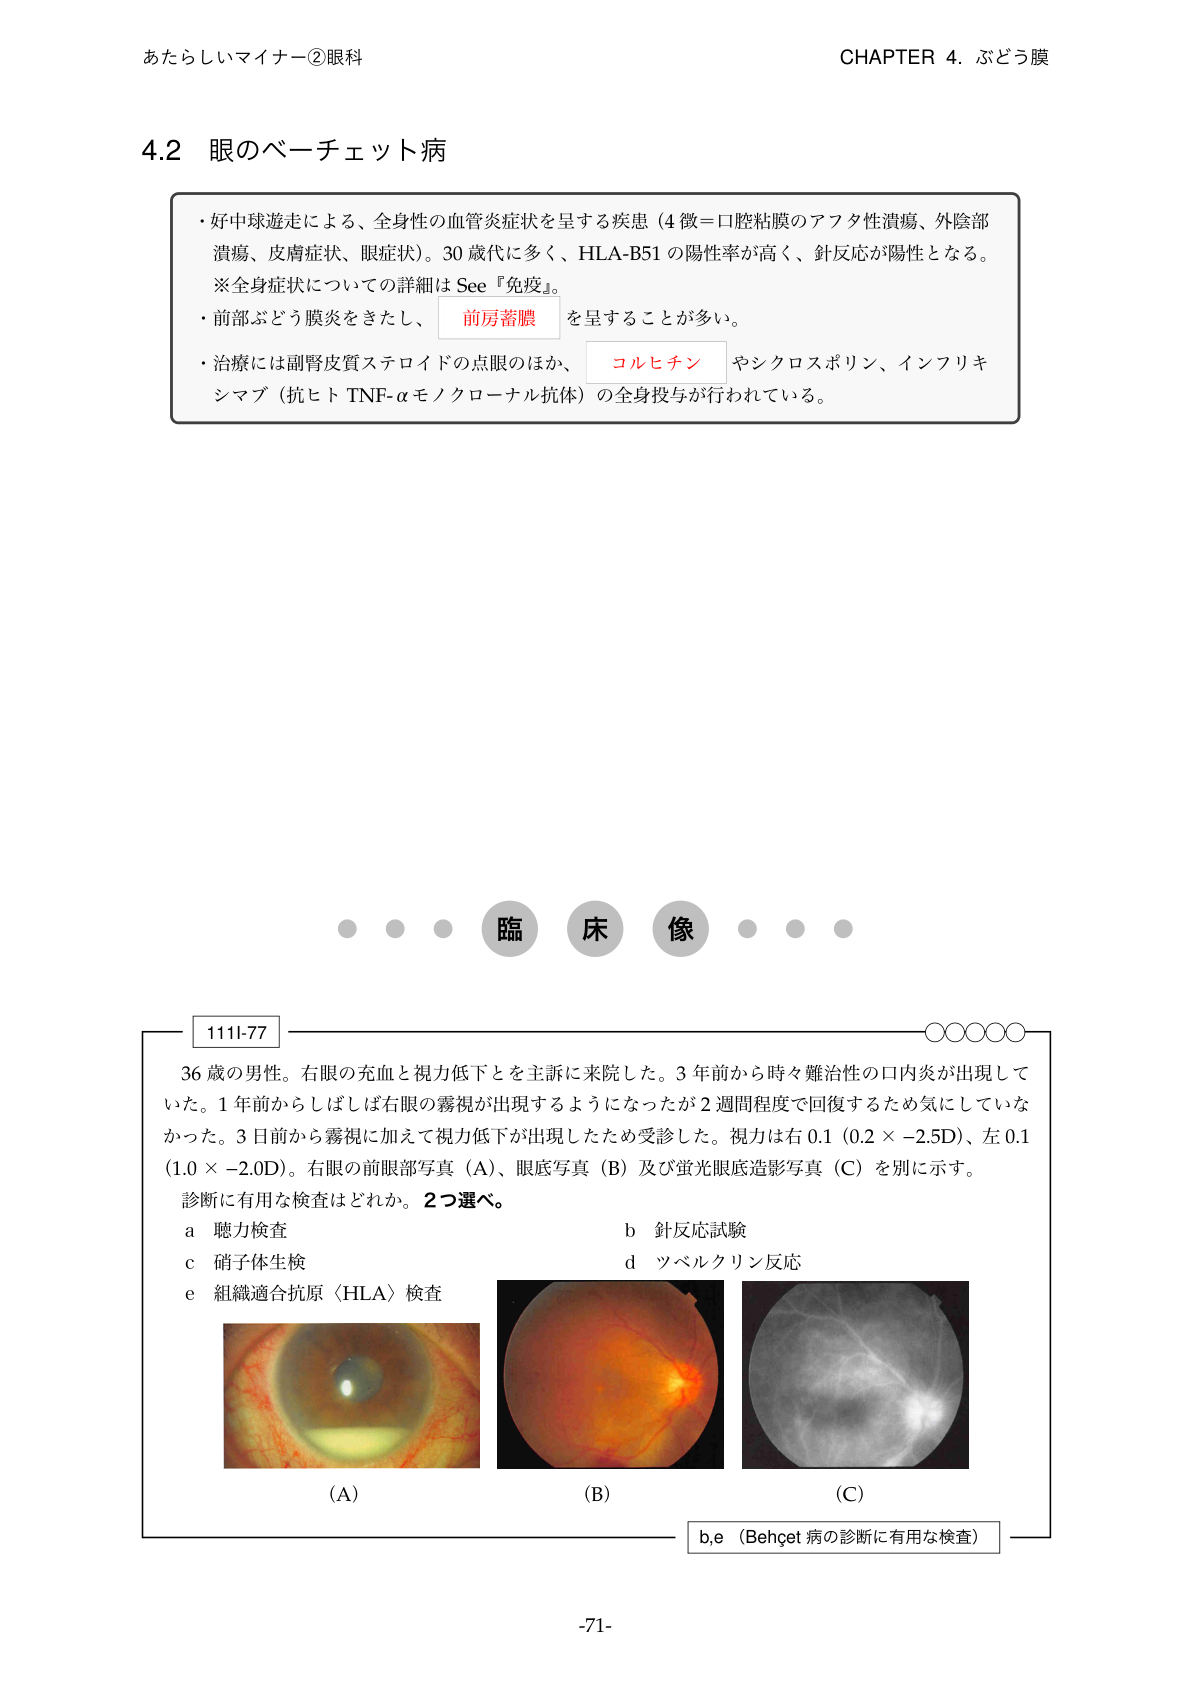 あたらしいマイナー②眼科
CHAPTER 4. ぶどう膜
4.2 眼のベーチェット病
・好中球遊走による、全身性の血管炎症状を呈する疾患（4 徴＝口腔粘膜のアフタ性潰瘍、外陰部
潰瘍、皮膚症状、眼症状）。30 歳代に多く、HLA-B51 の陽性率が高く、針反応が陽性となる。
※全身症状についての詳細は See『免疫』。
・前部ぶどう膜炎をきたし、 前房蓄膿 を呈することが多い。
・治療には副腎皮質ステロイドの点眼のほか、 コルヒチン やシクロスポリン、インフリキ
シマブ（抗ヒト TNF-α モノクローナル抗体）の全身投与が行われている。
臨床像
111I-77
36 歳の男性。右眼の充血と視力低下とを主訴に来院した。3 年前から時々難治性の口内炎が出現して
いた。1 年前からしばしば右眼の霧視が出現するようになったが 2 週間程度で回復するため気にしていな
かった。3 日前から霧視に加えて視力低下が出現したため受診した。視力は右 0.1（0.2 × −2.5D）、左 0.1
（1.0 × −2.0D）。右眼の前眼部写真（A）、眼底写真（B）及び蛍光眼底造影写真（C）を別に示す。
診断に有用な検査はどれか。2つ選べ。
a 聴力検査
b 針反応試験
c 硝子体生検
d ツベルクリン反応
e 組織適合抗原〈HLA〉検査
（A）
（B）
（C）
b,e （Behçet 病の診断に有用な検査）
-71-